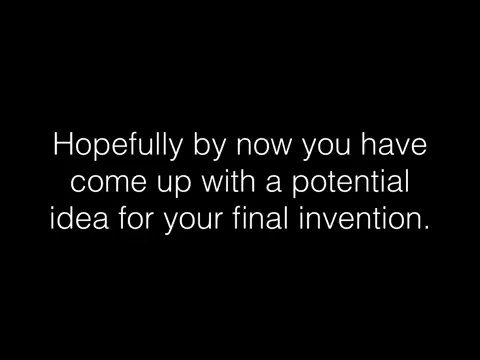 Hopefully by now you have
come up with a potential
idea for your final invention.